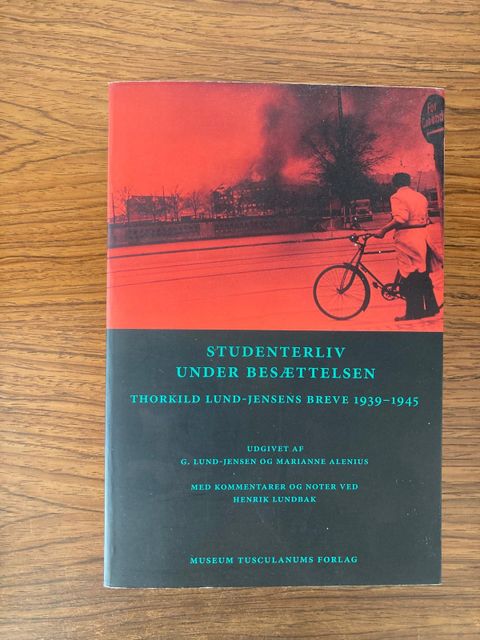 STUDENTERLIV
UNDER BESÆTTELSEN
THORKILD LUND-JENSENS BREVE 1939–1945
UDGIVET AF
G. LUND-JENSEN OG MARIANNE ALENIUS
MED KOMMENTARER OG NOTER VED
HENRIK LUNDBAK
MUSEUM TUSCULANUMS FORLAG